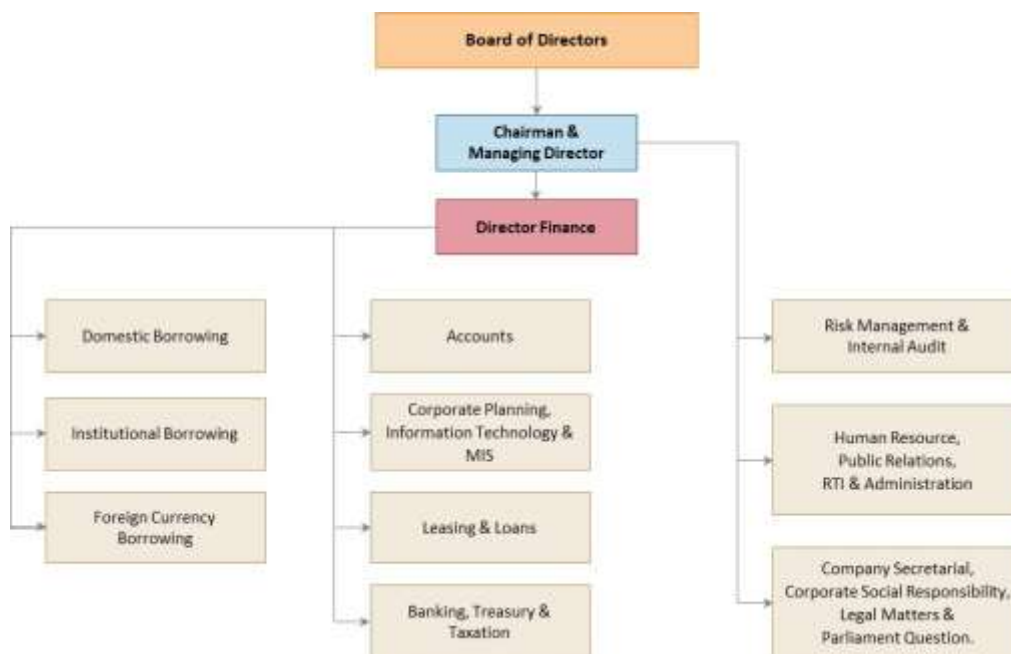 Board of Directors
Chairman &
Managing Director
Director Finance
Domestic Borrowing
Institutional Borrowing
Foreign Currency
Borrowing
Accounts
Corporate Planning,
Information Technology &
MIS
Leasing & Loans
Banking, Treasury &
Taxation
Risk Management &
Internal Audit
Human Resource,
Public Relations,
RTI & Administration
Company Secretarial,
Corporate Social Responsibility,
Legal Matters &
Parliament Question.